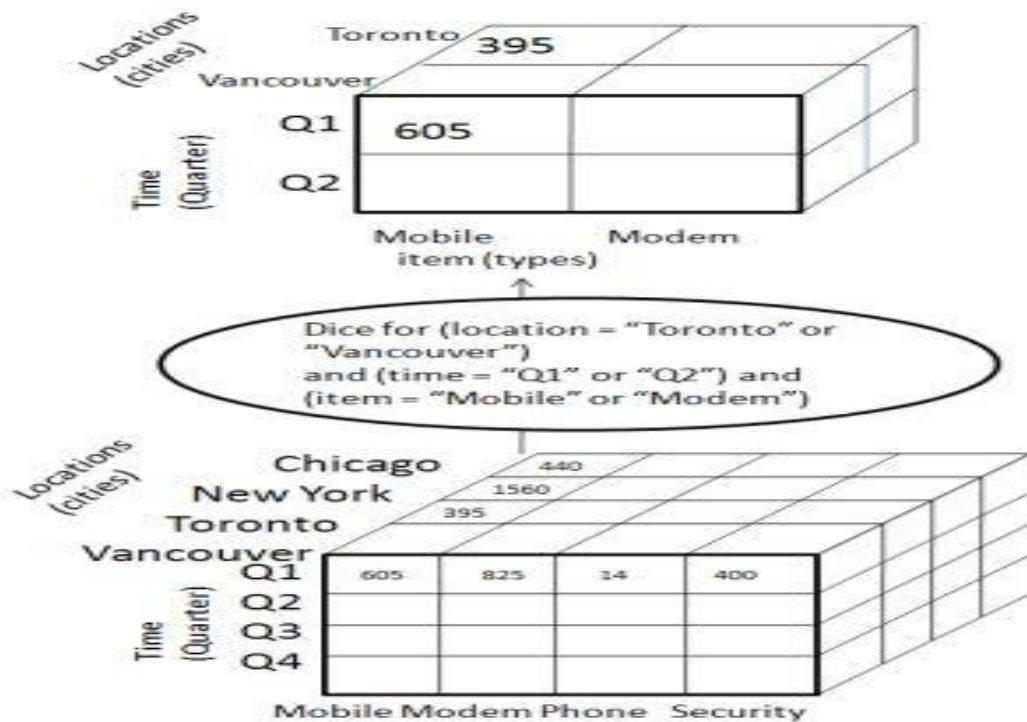 Locations
(cities)
Toronto
395
Vancouver
Time
(Quarter)
Q1
605
Q2
Mobile
Modem
item (types)
Dice for (location = “Toronto” or
“Vancouver”)
and (time = “Q1” or “Q2”) and
(item = “Mobile” or “Modem”)
Locations
(cities)
Chicago
440
New York
1560
Toronto
395
Vancouver
Time
(Quarter)
Q1
605
825
14
400
Q2
Q3
Q4
Mobile Modem Phone Security